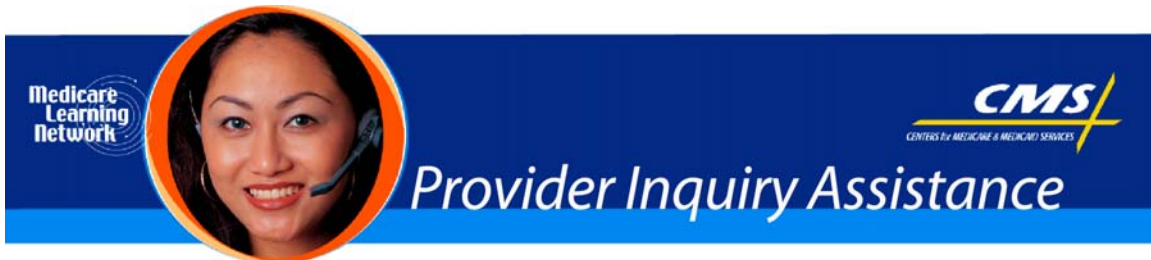 Medicare
Learning
Network
CMS
CENTERS for MEDICARE & MEDICAID SERVICES
Provider Inquiry Assistance